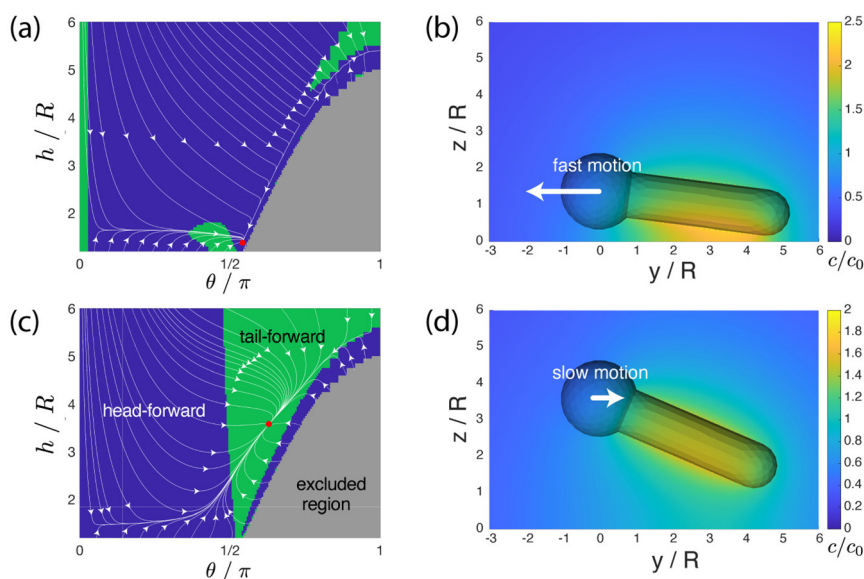 (a)
6
5
4
3
2
h / R
0
1/2
1
θ / π
(b)
6
5
4
3
2
1
0
z / R
fast motion
-3 -2 -1 0 1 2 3 4 5 6
y / R
2.5
2
1.5
1
0.5
0
c/c₀
(c)
6
5
4
3
2
h / R
tail-forward
head-forward
excluded
region
0
1/2
1
θ / π
(d)
6
5
4
3
2
1
0
z / R
slow motion
-3 -2 -1 0 1 2 3 4 5 6
y / R
2
1.8
1.6
1.4
1.2
1
0.8
0.6
0.4
0.2
0
c/c₀